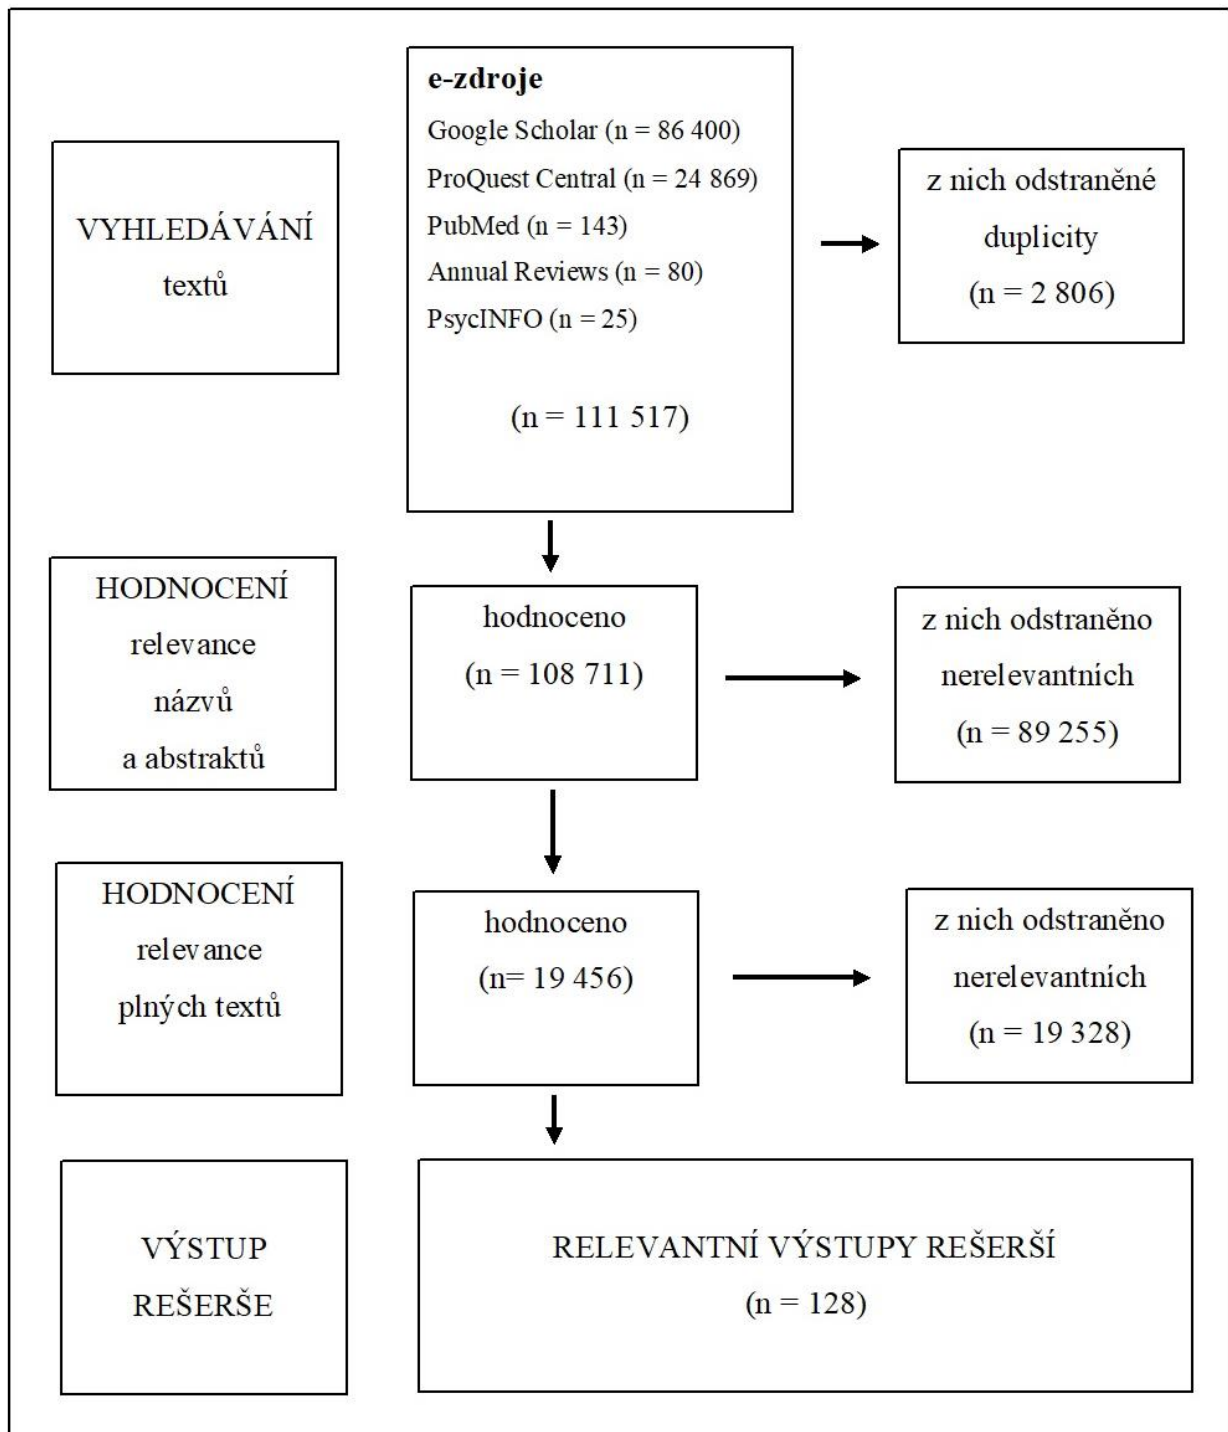 VYHLEDÁVÁNÍ
textů
e-zdroje
Google Scholar (n = 86 400)
ProQuest Central (n = 24 869)
PubMed (n = 143)
Annual Reviews (n = 80)
PsycINFO (n = 25)
(n = 111 517)
z nich odstraněné
duplicity
(n = 2 806)
HODNOCENÍ
relevance
názvů
a abstraktů
hodnoceno
(n = 108 711)
z nich odstraněno
nerelevantních
(n = 89 255)
HODNOCENÍ
relevance
plných textů
hodnoceno
(n= 19 456)
z nich odstraněno
nerelevantních
(n = 19 328)
VÝSTUP
REŠERŠE
RELEVANTNÍ VÝSTUPY REŠERŠÍ
(n = 128)